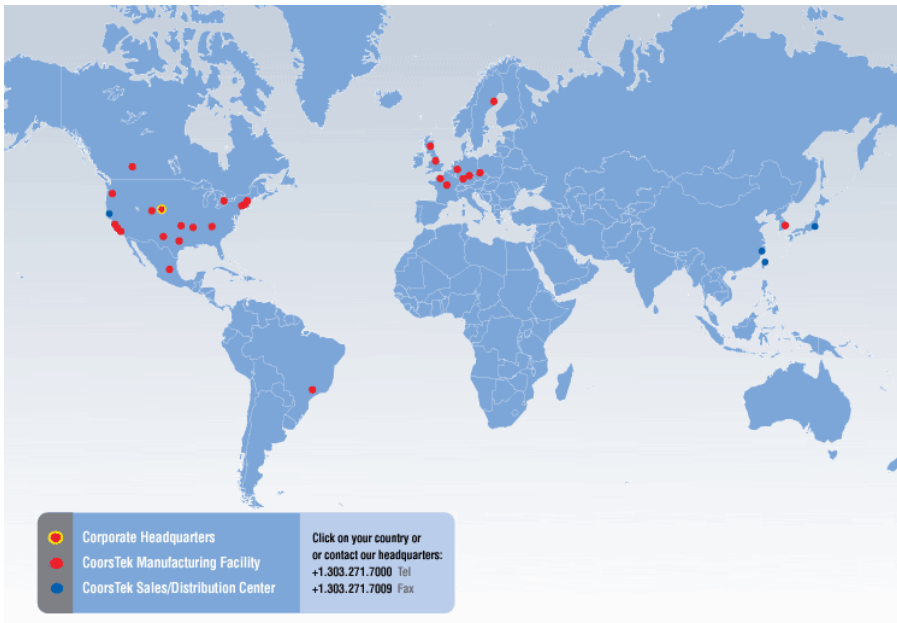 Corporate Headquarters
CoorsTek Manufacturing Facility
CoorsTek Sales/Distribution Center
Click on your country or
or contact our headquarters:
+1.303.271.7000 Tel
+1.303.271.7009 Fax